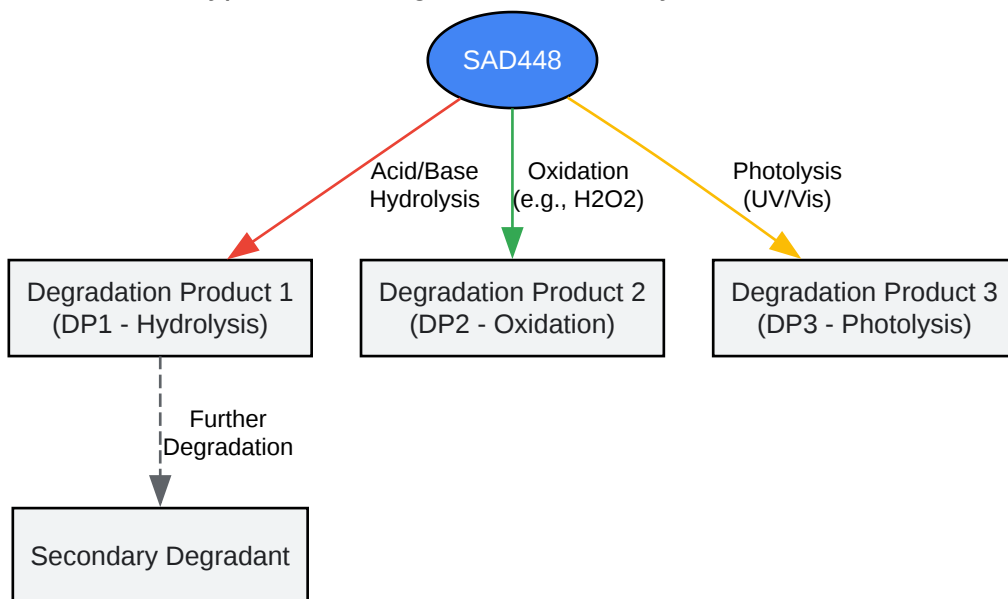 SAD448
Acid/Base
Hydrolysis
Oxidation
(e.g., H2O2)
Photolysis
(UV/Vis)
Degradation Product 1
(DP1 - Hydrolysis)
Degradation Product 2
(DP2 - Oxidation)
Degradation Product 3
(DP3 - Photolysis)
Further
Degradation
Secondary Degradant